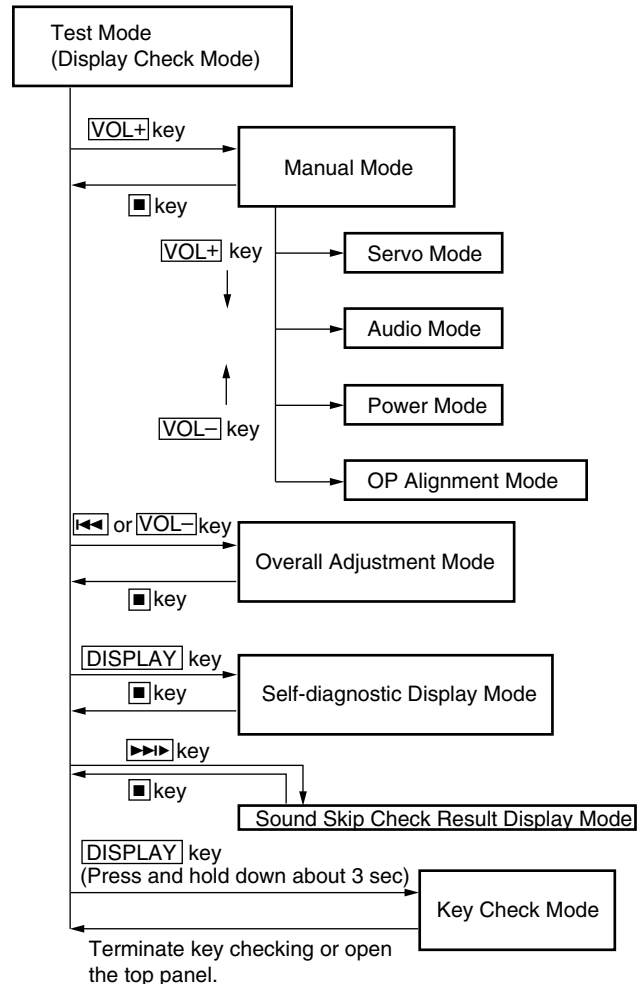 Test Mode
(Display Check Mode)
VOL+ key
Manual Mode
■ key
VOL+ key
Servo Mode
Audio Mode
Power Mode
VOL– key
OP Alignment Mode
⏮ or VOL– key
Overall Adjustment Mode
■ key
DISPLAY key
■ key
Self-diagnostic Display Mode
▶▶I▶ key
■ key
Sound Skip Check Result Display Mode
DISPLAY key
(Press and hold down about 3 sec)
Key Check Mode
Terminate key checking or open
the top panel.